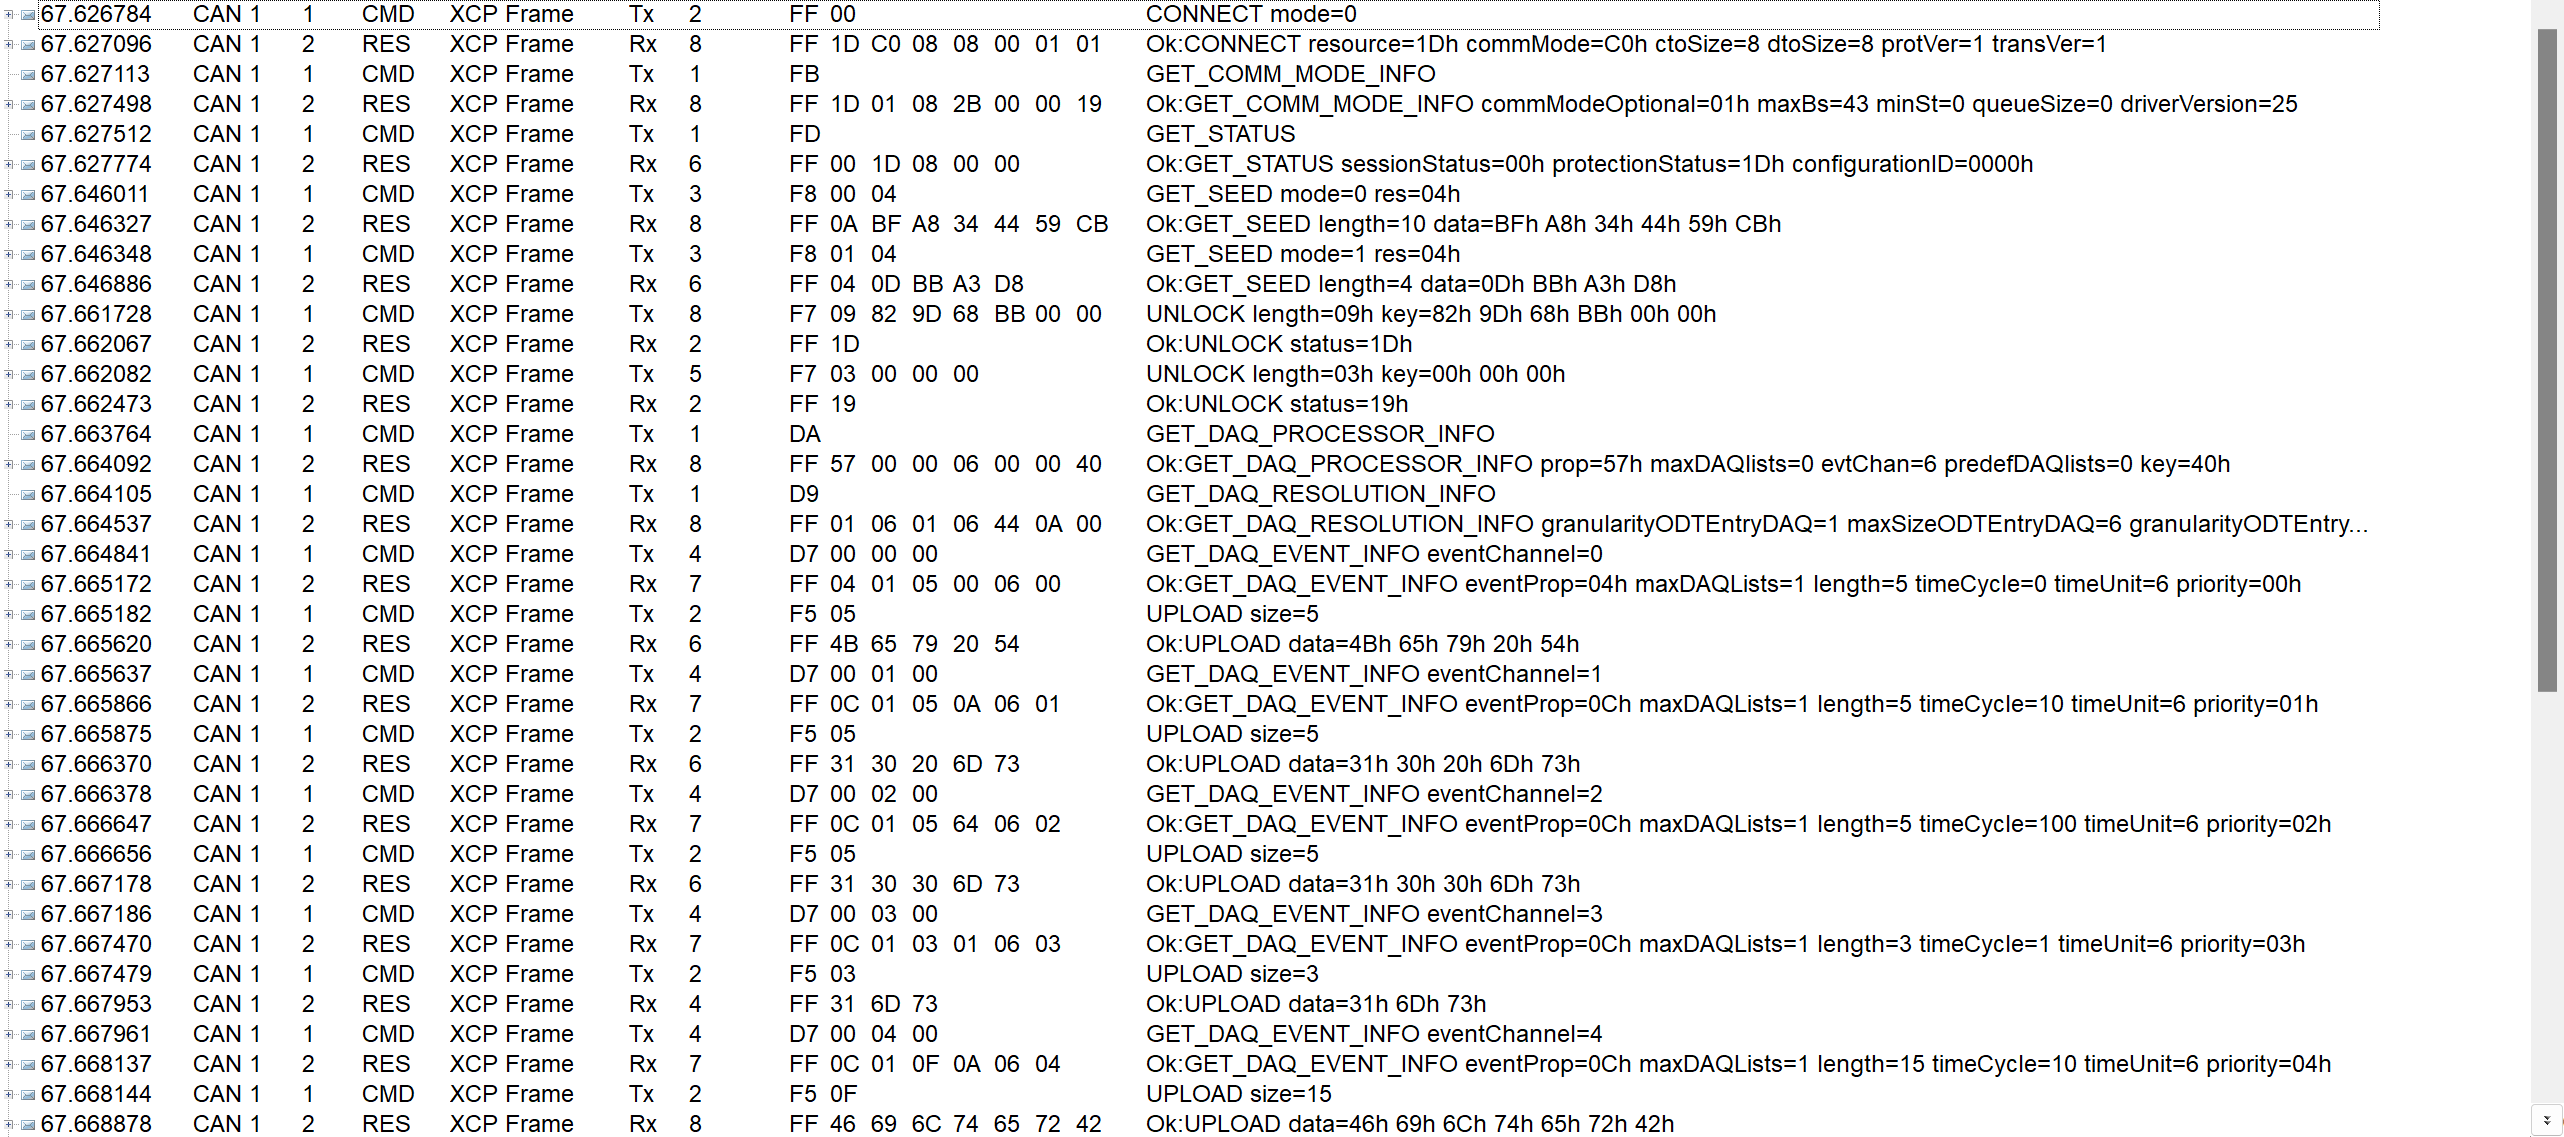 67.626784 CAN 1 1 CMD XCP Frame Tx 2 FF 00 CONNECT mode=0
67.627096 CAN 1 2 RES XCP Frame Rx 8 FF 1D C0 08 08 00 01 01 Ok:CONNECT resource=1Dh commMode=C0h ctoSize=8 dtoSize=8 protVer=1 transVer=1
67.627113 CAN 1 1 CMD XCP Frame Tx 1 FB GET_COMM_MODE_INFO
67.627498 CAN 1 2 RES XCP Frame Rx 8 FF 1D 01 08 2B 00 00 19 Ok:GET_COMM_MODE_INFO commModeOptional=01h maxBs=43 minSt=0 queueSize=0 driverVersion=25
67.627512 CAN 1 1 CMD XCP Frame Tx 1 FD GET_STATUS
67.627774 CAN 1 2 RES XCP Frame Rx 6 FF 00 1D 08 00 00 Ok:GET_STATUS sessionStatus=00h protectionStatus=1Dh configurationID=0000h
67.646011 CAN 1 1 CMD XCP Frame Tx 3 F8 00 04 GET_SEED mode=0 res=04h
67.646327 CAN 1 2 RES XCP Frame Rx 8 FF 0A BF A8 34 44 59 CB Ok:GET_SEED length=10 data=BFh A8h 34h 44h 59h CBh
67.646348 CAN 1 1 CMD XCP Frame Tx 3 F8 01 04 GET_SEED mode=1 res=04h
67.646886 CAN 1 2 RES XCP Frame Rx 6 FF 04 0D BB A3 D8 Ok:GET_SEED length=4 data=0Dh BBh A3h D8h
67.661728 CAN 1 1 CMD XCP Frame Tx 8 F7 09 82 9D 68 BB 00 00 UNLOCK length=09h key=82h 9Dh 68h BBh 00h 00h
67.662067 CAN 1 2 RES XCP Frame Rx 2 FF 1D Ok:UNLOCK status=1Dh
67.662082 CAN 1 1 CMD XCP Frame Tx 5 F7 03 00 00 00 UNLOCK length=03h key=00h 00h 00h
67.662473 CAN 1 2 RES XCP Frame Rx 2 FF 19 Ok:UNLOCK status=19h
67.663764 CAN 1 1 CMD XCP Frame Tx 1 DA GET_DAQ_PROCESSOR_INFO
67.664092 CAN 1 2 RES XCP Frame Rx 8 FF 57 00 00 06 00 00 40 Ok:GET_DAQ_PROCESSOR_INFO prop=57h maxDAQlists=0 evtChan=6 predefDAQlists=0 key=40h
67.664105 CAN 1 1 CMD XCP Frame Tx 1 D9 GET_DAQ_RESOLUTION_INFO
67.664537 CAN 1 2 RES XCP Frame Rx 8 FF 01 06 01 06 44 0A 00 Ok:GET_DAQ_RESOLUTION_INFO granularityODTEntryDAQ=1 maxSizeODTEntryDAQ=6 granularityODTEntry...
67.664841 CAN 1 1 CMD XCP Frame Tx 4 D7 00 00 00 GET_DAQ_EVENT_INFO eventChannel=0
67.665172 CAN 1 2 RES XCP Frame Rx 7 FF 04 01 05 00 06 00 Ok:GET_DAQ_EVENT_INFO eventProp=04h maxDAQLists=1 length=5 timeCycle=0 timeUnit=6 priority=00h
67.665182 CAN 1 1 CMD XCP Frame Tx 2 F5 05 UPLOAD size=5
67.665620 CAN 1 2 RES XCP Frame Rx 6 FF 4B 65 79 20 54 Ok:UPLOAD data=4Bh 65h 79h 20h 54h
67.665637 CAN 1 1 CMD XCP Frame Tx 4 D7 00 01 00 GET_DAQ_EVENT_INFO eventChannel=1
67.665866 CAN 1 2 RES XCP Frame Rx 7 FF 0C 01 05 0A 06 01 Ok:GET_DAQ_EVENT_INFO eventProp=0Ch maxDAQLists=1 length=5 timeCycle=10 timeUnit=6 priority=01h
67.665875 CAN 1 1 CMD XCP Frame Tx 2 F5 05 UPLOAD size=5
67.666370 CAN 1 2 RES XCP Frame Rx 6 FF 31 30 20 6D 73 Ok:UPLOAD data=31h 30h 20h 6Dh 73h
67.666378 CAN 1 1 CMD XCP Frame Tx 4 D7 00 02 00 GET_DAQ_EVENT_INFO eventChannel=2
67.666647 CAN 1 2 RES XCP Frame Rx 7 FF 0C 01 05 64 06 02 Ok:GET_DAQ_EVENT_INFO eventProp=0Ch maxDAQLists=1 length=5 timeCycle=100 timeUnit=6 priority=02h
67.666656 CAN 1 1 CMD XCP Frame Tx 2 F5 05 UPLOAD size=5
67.667178 CAN 1 2 RES XCP Frame Rx 6 FF 31 30 30 6D 73 Ok:UPLOAD data=31h 30h 30h 6Dh 73h
67.667186 CAN 1 1 CMD XCP Frame Tx 4 D7 00 03 00 GET_DAQ_EVENT_INFO eventChannel=3
67.667470 CAN 1 2 RES XCP Frame Rx 7 FF 0C 01 03 01 06 03 Ok:GET_DAQ_EVENT_INFO eventProp=0Ch maxDAQLists=1 length=3 timeCycle=1 timeUnit=6 priority=03h
67.667479 CAN 1 1 CMD XCP Frame Tx 2 F5 03 UPLOAD size=3
67.667953 CAN 1 2 RES XCP Frame Rx 4 FF 31 6D 73 Ok:UPLOAD data=31h 6Dh 73h
67.667961 CAN 1 1 CMD XCP Frame Tx 4 D7 00 04 00 GET_DAQ_EVENT_INFO eventChannel=4
67.668137 CAN 1 2 RES XCP Frame Rx 7 FF 0C 01 0F 0A 06 04 Ok:GET_DAQ_EVENT_INFO eventProp=0Ch maxDAQLists=1 length=15 timeCycle=10 timeUnit=6 priority=04h
67.668144 CAN 1 1 CMD XCP Frame Tx 2 F5 0F UPLOAD size=15
67.668878 CAN 1 2 RES XCP Frame Rx 8 FF 46 69 6C 74 65 72 42 Ok:UPLOAD data=46h 69h 6Ch 74h 65h 72h 42h